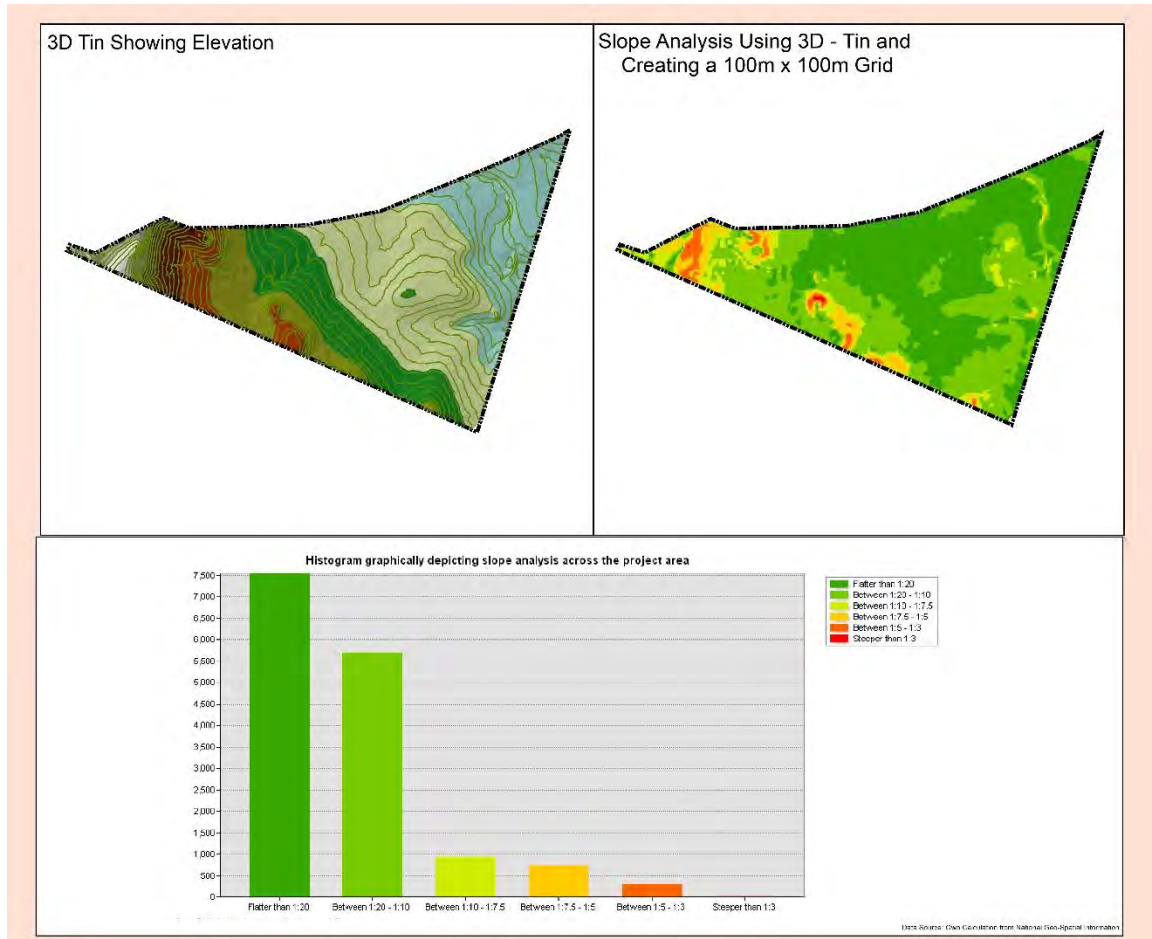 3D Tin Showing Elevation
Slope Analysis Using 3D - Tin and
Creating a 100m x 100m Grid
Histogram graphically depicting slope analysis across the project area
7,500
7,000
6,500
6,000
5,500
5,000
4,500
4,000
3,500
3,000
2,500
2,000
1,500
1,000
500
0
Flatter than 1:20
Between 1:20 - 1:10
Between 1:10 - 1:7.5
Between 1:7.5 - 1:5
Between 1:5 - 1:3
Steeper than 1:3
Flatter than 1:20
Between 1:20 - 1:10
Between 1:10 - 1:7.5
Between 1:7.5 - 1:5
Between 1:5 - 1:3
Steeper than 1:3
Data Source: Own Calculation from National Geo-Spatial Information